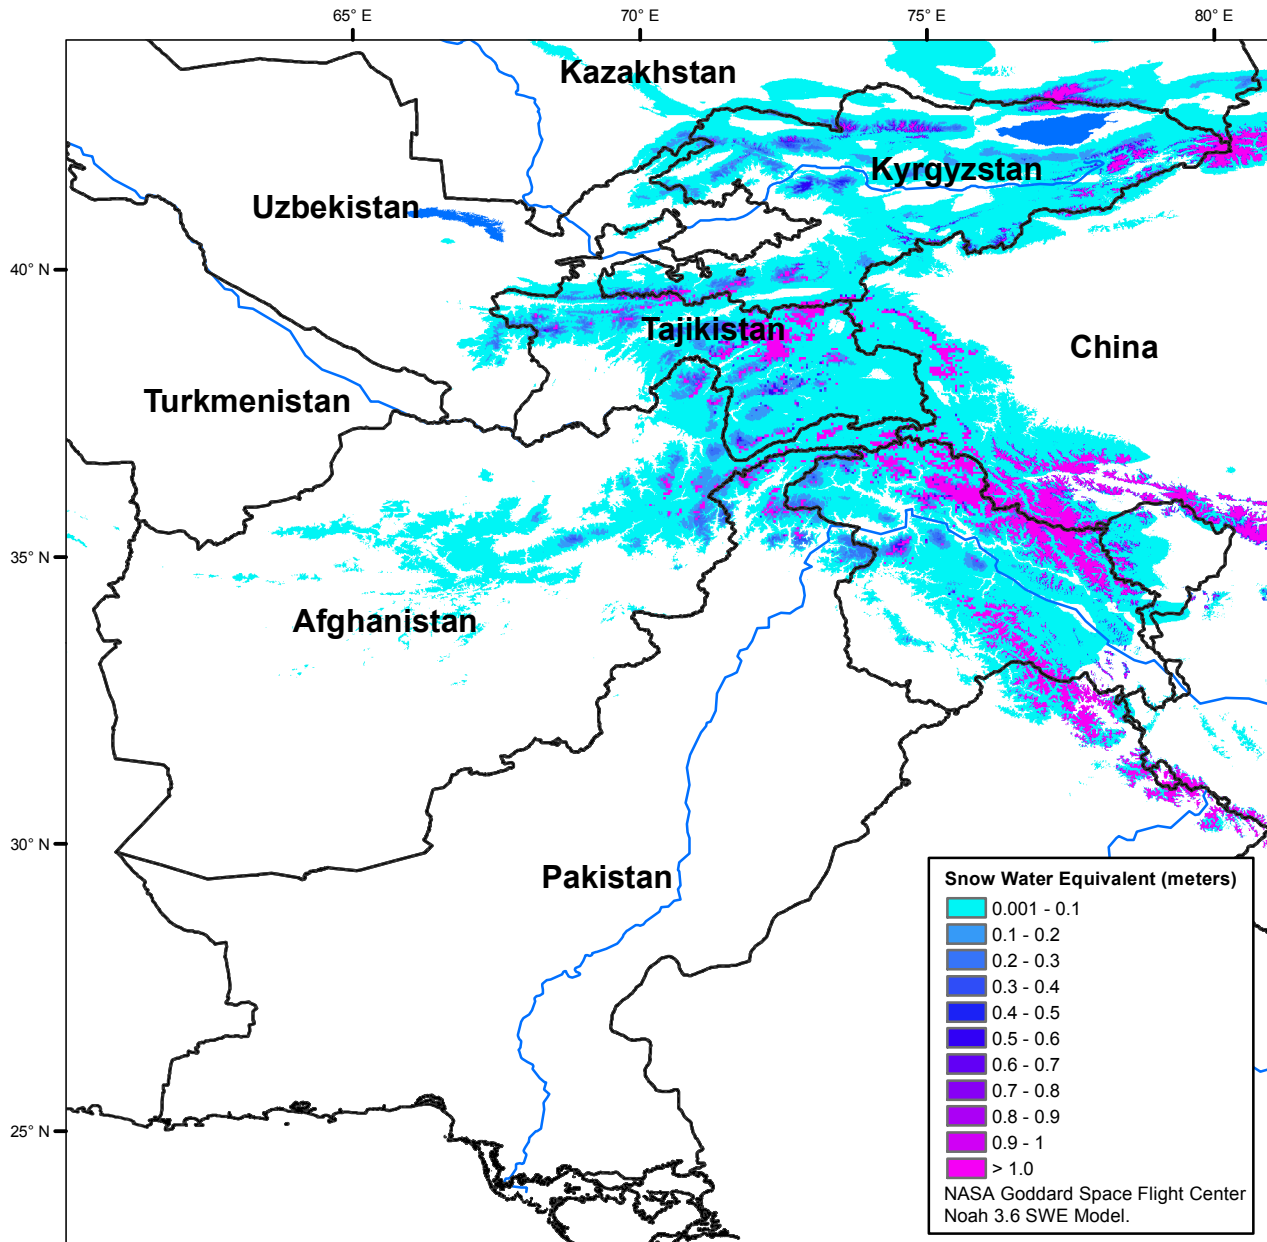 65° E
70° E
75° E
80° E
Kazakhstan
Kyrgyzstan
Uzbekistan
40° N
Tajikistan
China
Turkmenistan
35° N
Afghanistan
30° N
Pakistan
25° N
Snow Water Equivalent (meters)
0.001 - 0.1
0.1 - 0.2
0.2 - 0.3
0.3 - 0.4
0.4 - 0.5
0.5 - 0.6
0.6 - 0.7
0.7 - 0.8
0.8 - 0.9
0.9 - 1
> 1.0
NASA Goddard Space Flight Center
Noah 3.6 SWE Model.